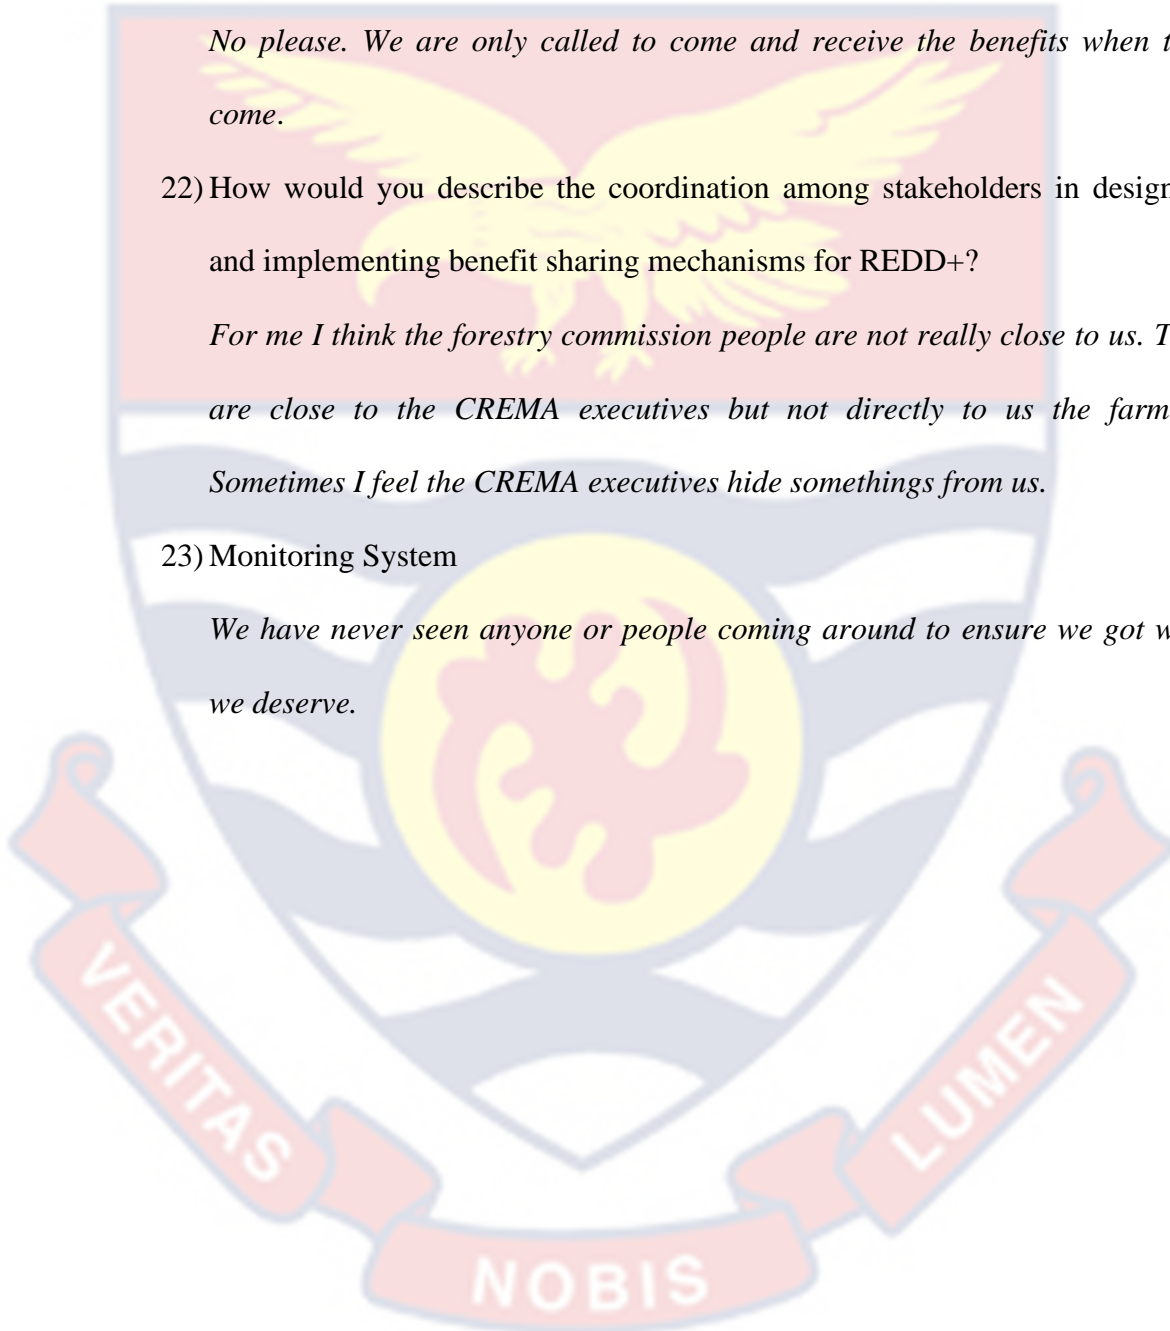 No please. We are only called to come and receive the benefits when t
come.
22) How would you describe the coordination among stakeholders in design
and implementing benefit sharing mechanisms for REDD+?
For me I think the forestry commission people are not really close to us. T
are close to the CREMA executives but not directly to us the farm
Sometimes I feel the CREMA executives hide somethings from us.
23) Monitoring System
We have never seen anyone or people coming around to ensure we got w
we deserve.
VERITAS
NOBIS
LUMEN